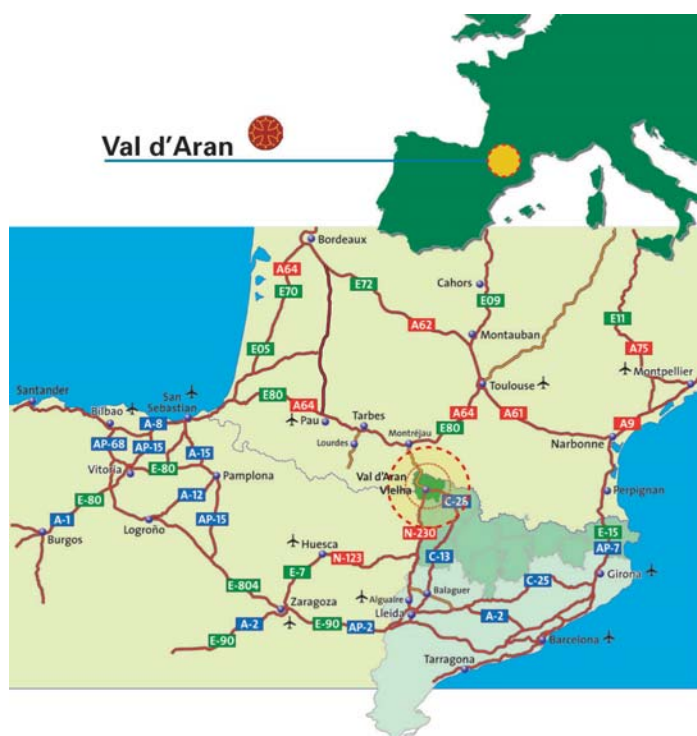 Val d'Aran
Bordeaux
A64
E70
E72
Cahors
E09
A62
E11
Montauban
E05
A75
Montpellier
Toulouse
Santander
San
Sebastian
E80
A64
Pau
Tarbes
Lourdes
Montréjau
E80
A64
A61
A9
Narbonne
Bilbao
A-8
AP-68
AP-15
A-15
Vitoria
E-80
Pamplona
Val d'Aran
Vielha
C-28
Perpignan
E-80
A-12
A-1
Burgos
Logroño
AP-15
Huesca
N-123
N-230
C-13
E-15
AP-7
E-804
E-7
C-25
Girona
Zaragoza
Alguaire
Balaguer
Lleida
E-90
A-2
E-90
AP-2
A-2
Barcelona
Tarragona